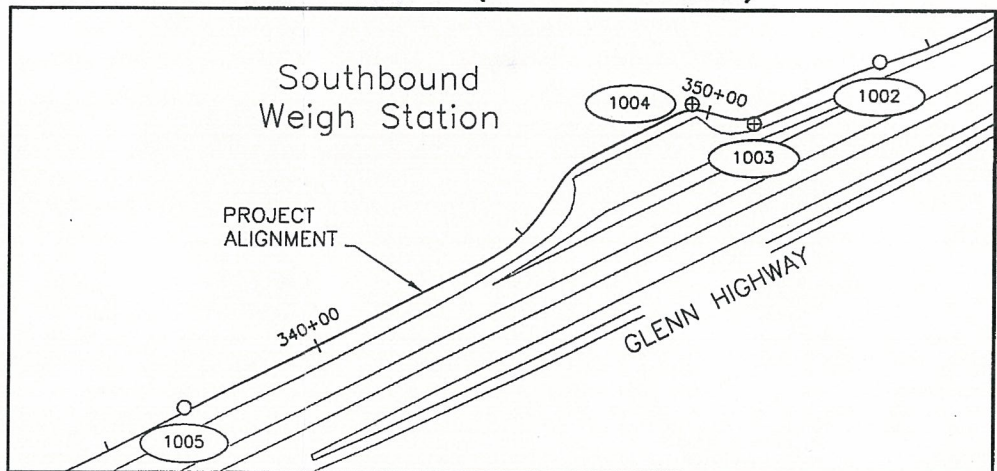 Southbound
Weigh Station
1004
350+00
1002
1003
PROJECT
ALIGNMENT
340+00
GLENN HIGHWAY
1005